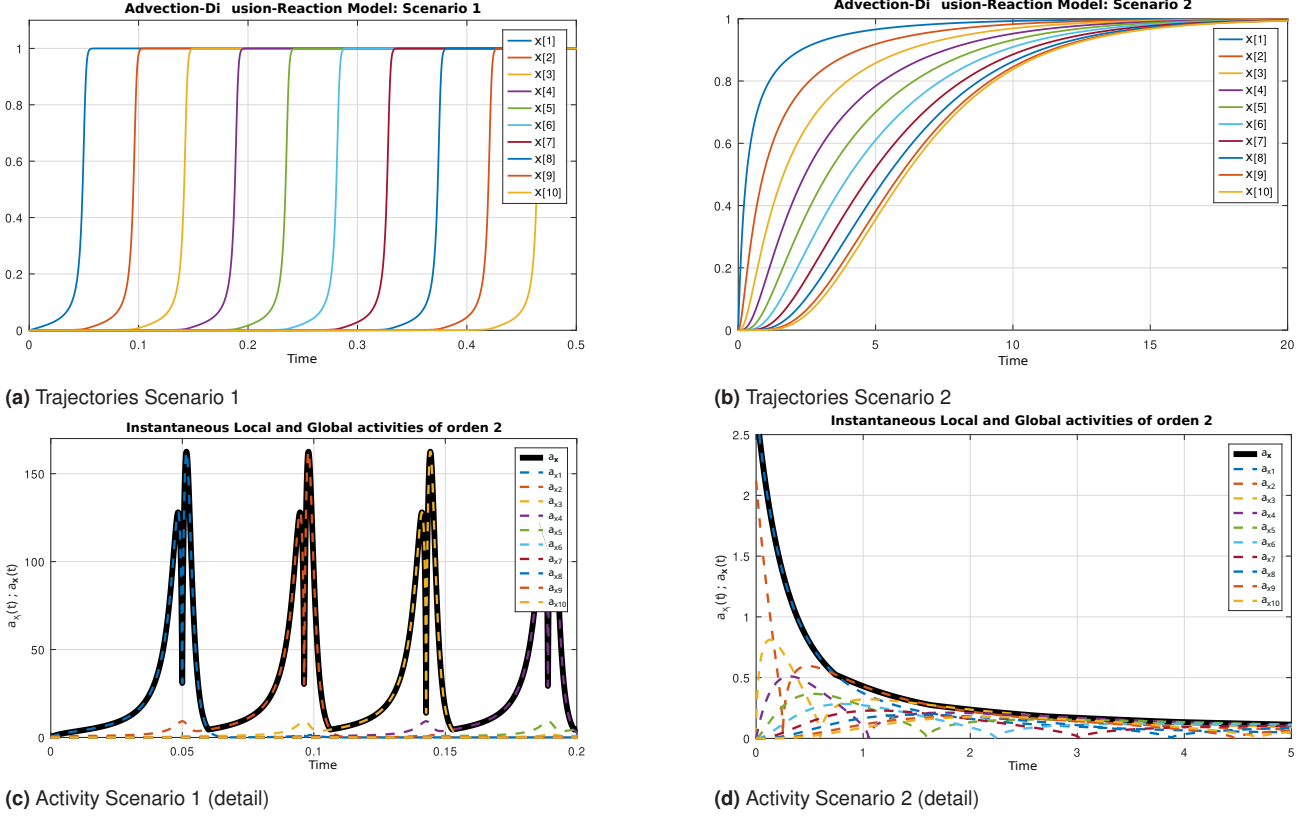 Advection-Di usion-Reaction Model: Scenario 1
1
0.8
0.6
0.4
0.2
0
0 0.1 0.2 0.3 0.4 0.5
Time
x[1]
x[2]
x[3]
x[4]
x[5]
x[6]
x[7]
x[8]
x[9]
x[10]
(a) Trajectories Scenario 1
Advection-Di usion-Reaction Model: Scenario 2
1
0.8
0.6
0.4
0.2
0
0 5 10 15 20
Time
x[1]
x[2]
x[3]
x[4]
x[5]
x[6]
x[7]
x[8]
x[9]
x[10]
(b) Trajectories Scenario 2
Instantaneous Local and Global activities of orden 2
a_xi(t) ; a_x(t)
150
100
50
0
0 0.05 0.1 0.15 0.2
Time
a_x
a_x1
a_x2
a_x3
a_x4
a_x5
a_x6
a_x7
a_x8
a_x9
a_x10
(c) Activity Scenario 1 (detail)
Instantaneous Local and Global activities of orden 2
a_xi(t) ; a_x(t)
2.5
2
1.5
1
0.5
0
0 1 2 3 4 5
Time
a_x
a_x1
a_x2
a_x3
a_x4
a_x5
a_x6
a_x7
a_x8
a_x9
a_x10
(d) Activity Scenario 2 (detail)